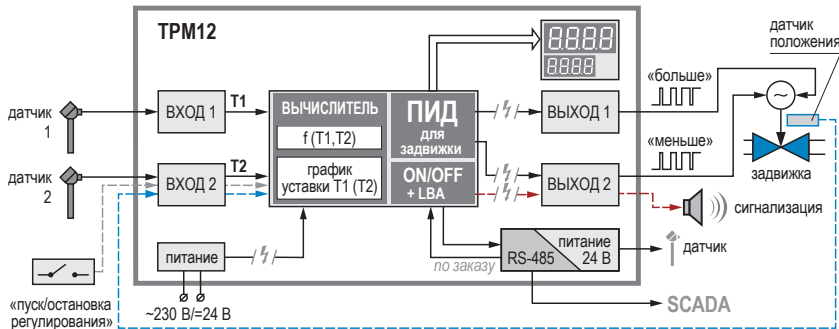 ТРМ12
датчик
положения
8.8.8.8
8.8.8.8
«больше»
датчик
1
ВХОД 1
T1
ВЫЧИСЛИТЕЛЬ
f (T1,T2)
график
уставки T1 (T2)
ПИД
для
задвижки
ON/OFF
+ LBA
ВЫХОД 1
~
«меньше»
датчик
2
ВХОД 2
T2
ВЫХОД 2
задвижка
сигнализация
питание
~230 В/=24 В
«пуск/остановка
регулирования»
по заказу
RS-485
питание
24 В
датчик
SCADA